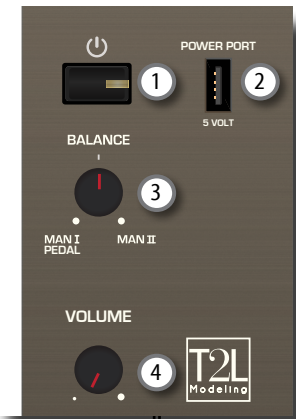 POWER PORT
1
2
5 VOLT
BALANCE
3
MAN I
PEDAL
MAN II
VOLUME
4
T2L
Modeling